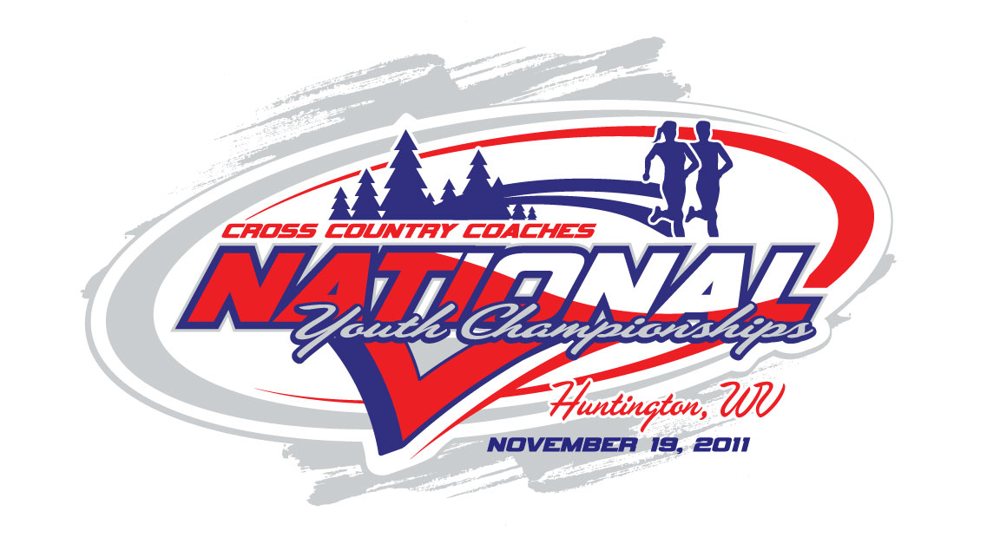 CROSS COUNTRY COACHES
NATIONAL
Youth Championships
Huntington, WV
NOVEMBER 19, 2011